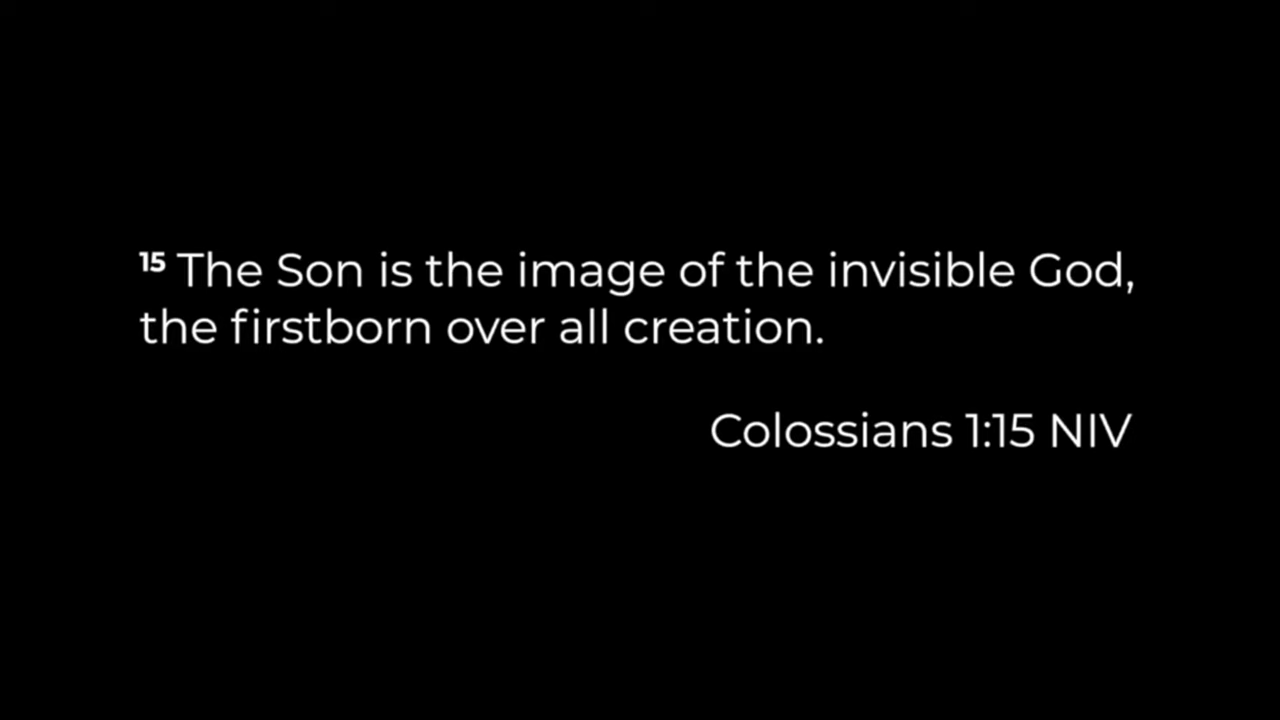 15 The Son is the image of the invisible God,
the firstborn over all creation.
Colossians 1:15 NIV